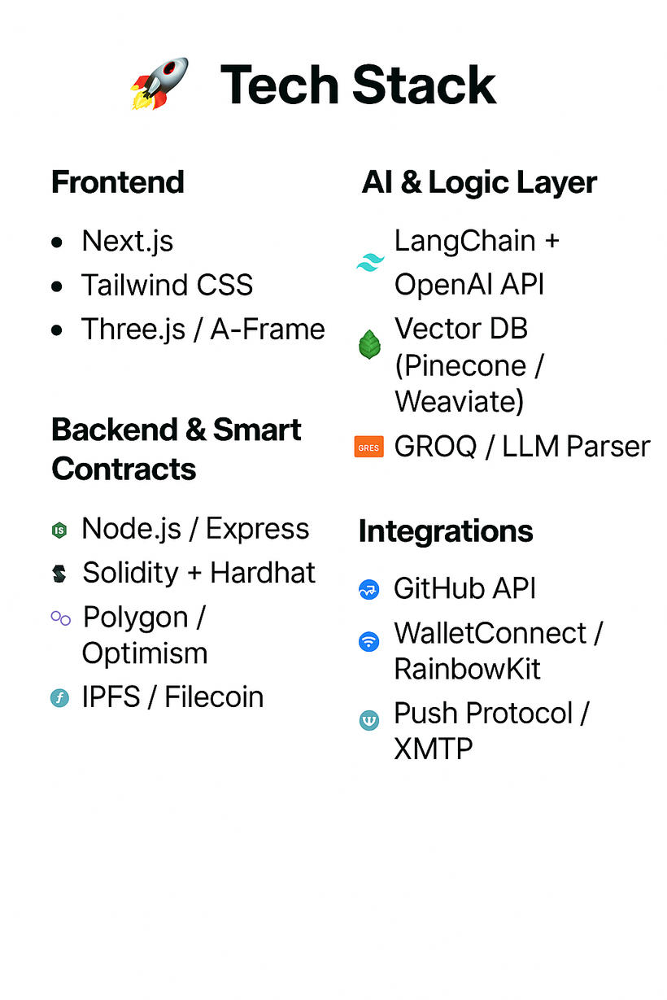 Tech Stack
Frontend
Next.js
Tailwind CSS
Three.js / A-Frame
Backend & Smart
Contracts
IS
Node.js / Express
Solidity + Hardhat
Polygon /
Optimism
f
IPFS / Filecoin
AI & Logic Layer
LangChain +
OpenAI API
Vector DB
(Pinecone /
Weaviate)
GRES
GROQ / LLM Parser
Integrations
GitHub API
WalletConnect /
RainbowKit
Push Protocol /
XMTP